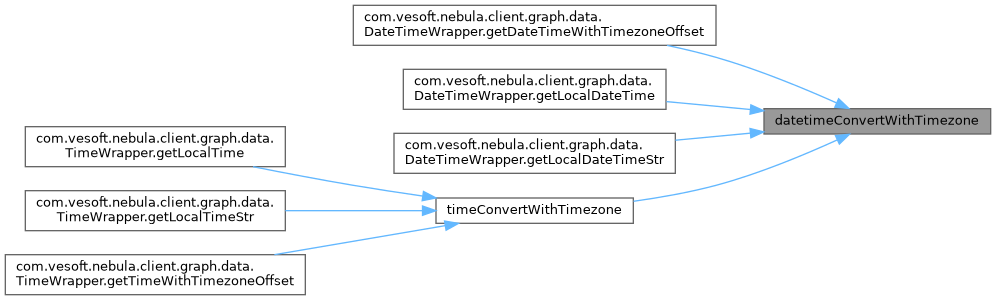 com.vesoft.nebula.client.graph.data.
DateTimeWrapper.getDateTimeWithTimezoneOffset
com.vesoft.nebula.client.graph.data.
DateTimeWrapper.getLocalDateTime
datetimeConvertWithTimezone
com.vesoft.nebula.client.graph.data.
DateTimeWrapper.getLocalDateTimeStr
com.vesoft.nebula.client.graph.data.
TimeWrapper.getLocalTime
com.vesoft.nebula.client.graph.data.
TimeWrapper.getLocalTimeStr
timeConvertWithTimezone
com.vesoft.nebula.client.graph.data.
TimeWrapper.getTimeWithTimezoneOffset